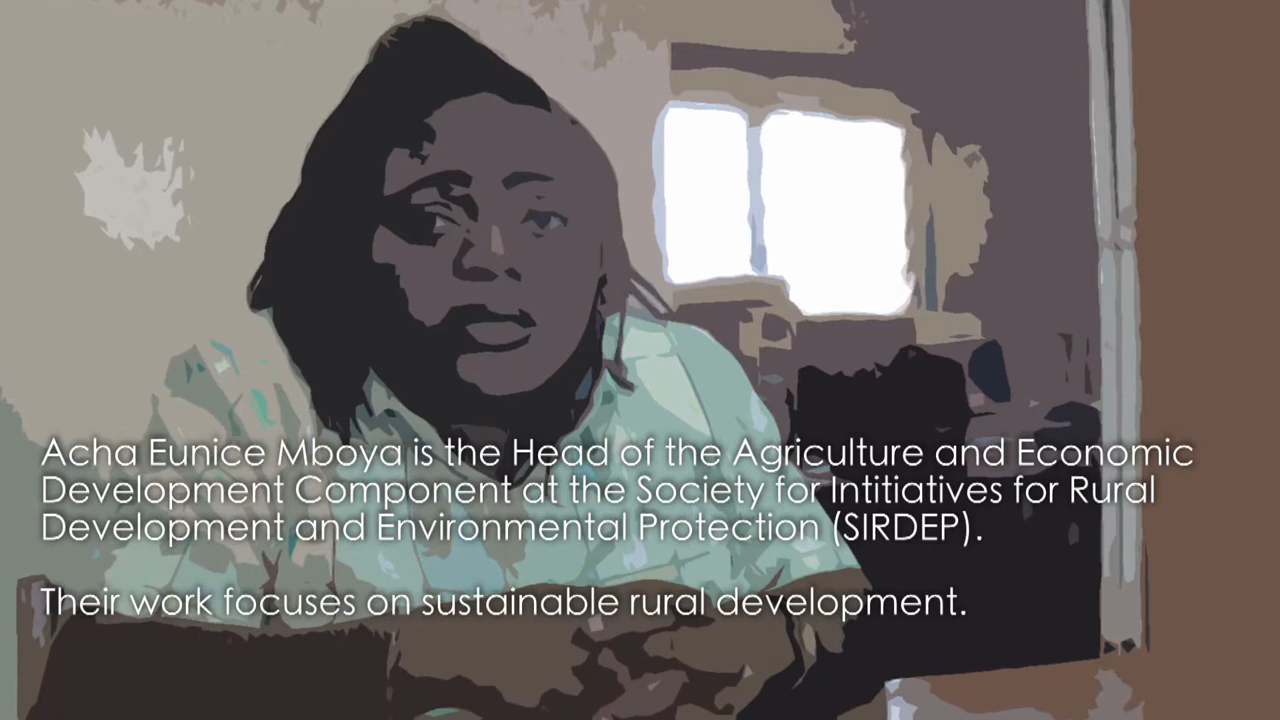 Acha Eunice Mboya is the Head of the Agriculture and Economic
Development Component at the Society for Intitiatives for Rural
Development and Environmental Protection (SIRDEP).
Their work focuses on sustainable rural development.